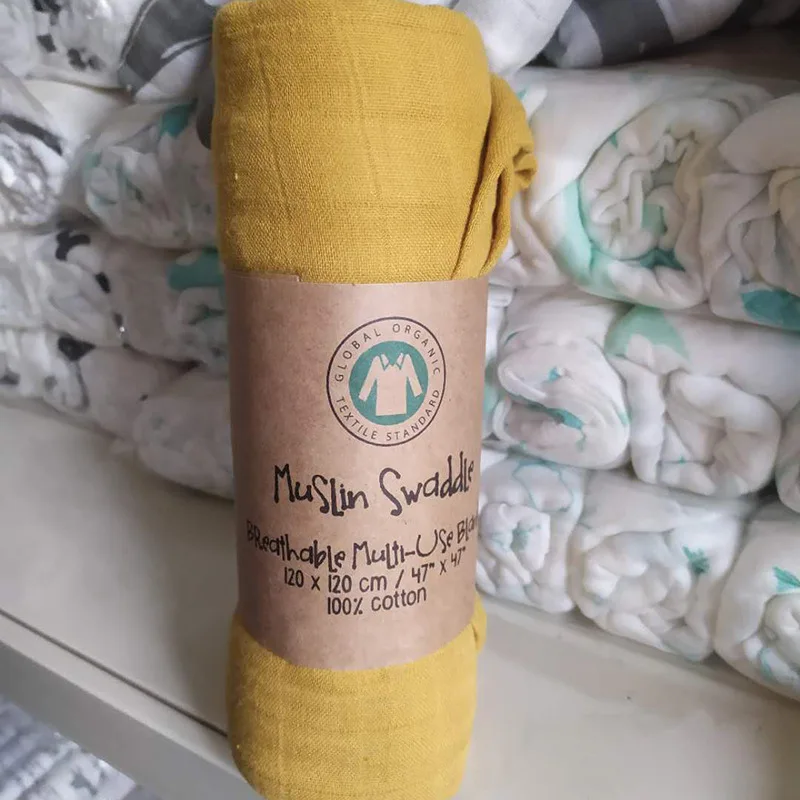 GLOBAL ORGANIC
TEXTILE STANDARD
MuSlin Swaddle
BReathable Multi-USe
120 x 120 cm / 47" x 47"
100% cotton